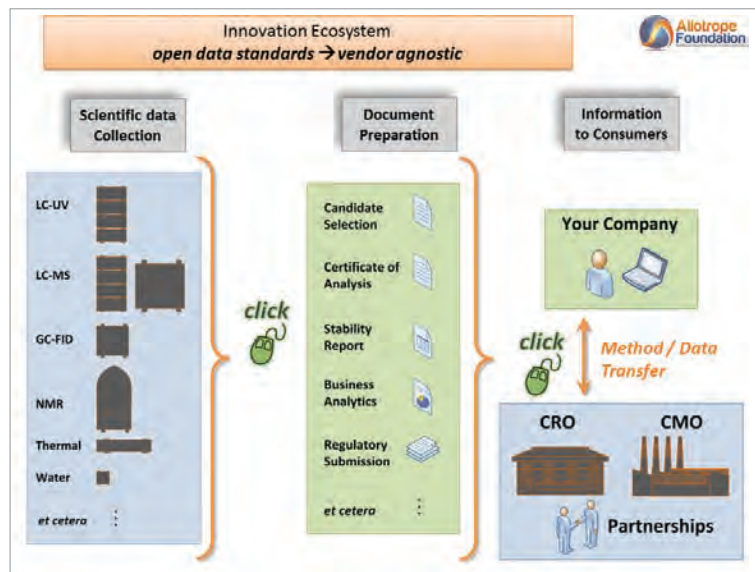 Innovation Ecosystem
open data standards → vendor agnostic
Allotrope
Foundation
Scientific data
Collection
Document
Preparation
Information
to Consumers
LC-UV
LC-MS
GC-FID
NMR
Thermal
Water
et cetera
click
Candidate
Selection
Certificate of
Analysis
Stability
Report
Business
Analytics
Regulatory
Submission
et cetera
Your Company
click
Method / Data
Transfer
CRO
CMO
Partnerships